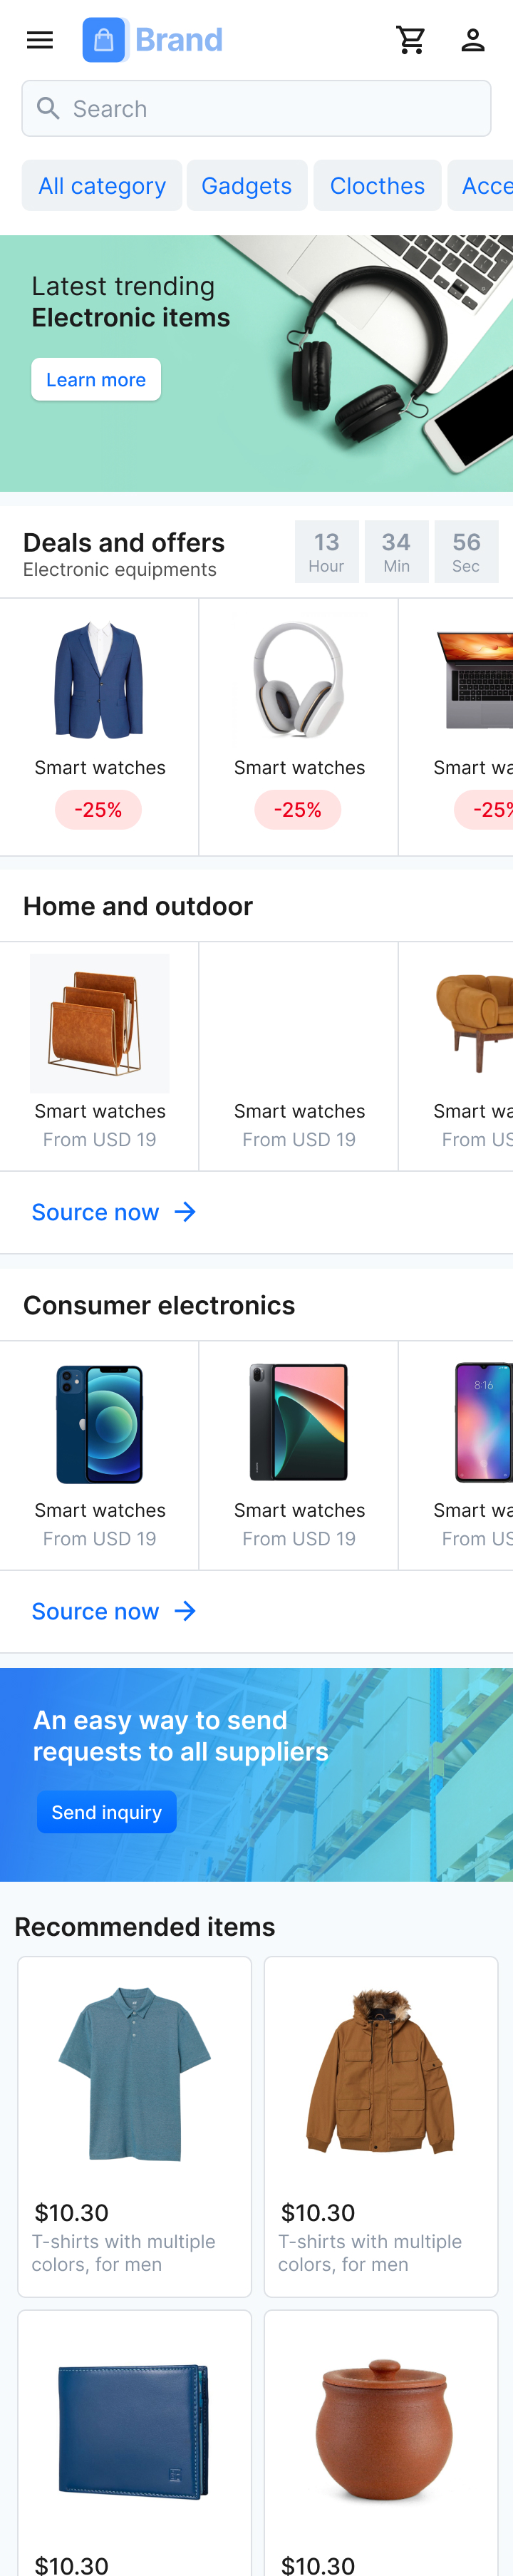 Brand
Search
All category
Gadgets
Clocthes
Acce
Latest trending
Electronic items
Learn more
Deals and offers
Electronic equipments
13
Hour
34
Min
56
Sec
Smart watches
-25%
Smart watches
-25%
Smart wa
-25%
Home and outdoor
Smart watches
From USD 19
Smart watches
From USD 19
Smart wa
From US
Source now
Consumer electronics
8:16
Smart watches
From USD 19
Smart watches
From USD 19
Smart wa
From US
Source now
An easy way to send
requests to all suppliers
Send inquiry
Recommended items
$10.30
T-shirts with multiple
colors, for men
$10.30
T-shirts with multiple
colors, for men
$10.30
$10.30